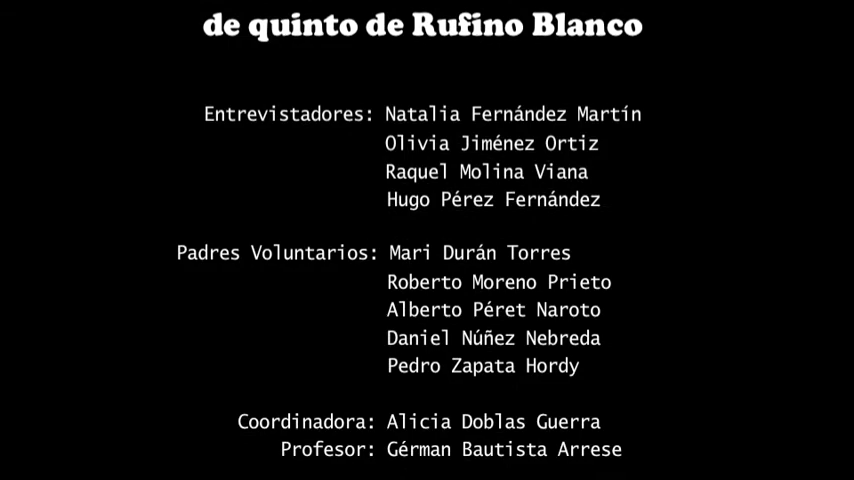 de quinto de Rufino Blanco
Entrevistadores: Natalia Fernández Martín
Olivia Jiménez Ortiz
Raquel Molina Viana
Hugo Pérez Fernández
Padres Voluntarios: Mari Durán Torres
Roberto Moreno Prieto
Alberto Péret Naroto
Daniel Núñez Nebreda
Pedro Zapata Hordy
Coordinadora: Alicia Doblas Guerra
Profesor: Gérman Bautista Arrese